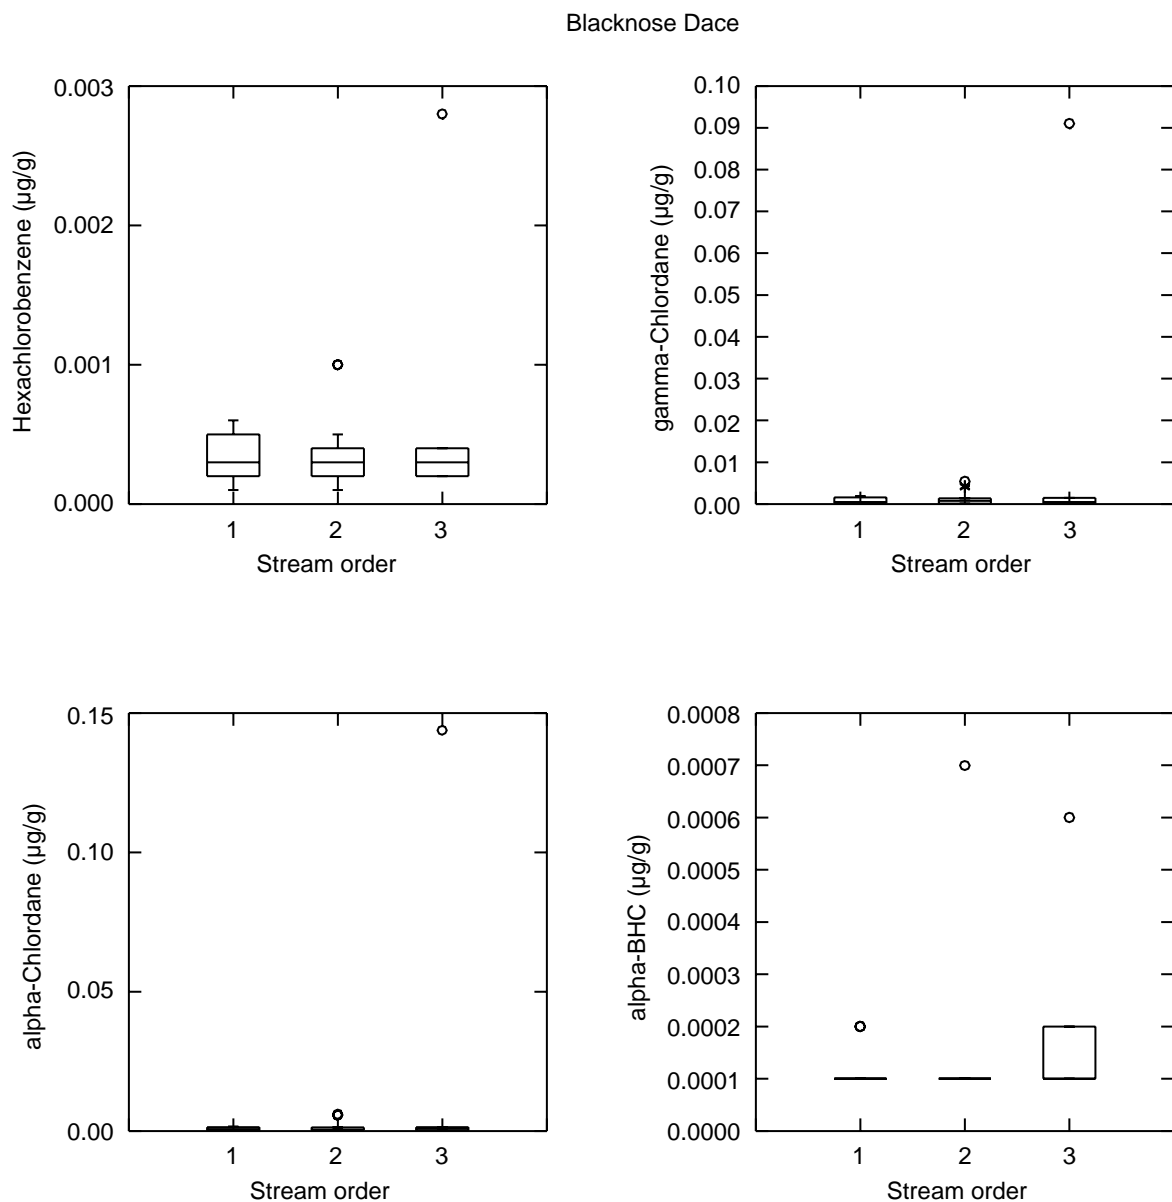 Blacknose Dace
Hexachlorobenzene (µg/g)
0.003
0.002
0.001
0.000
1 2 3
Stream order
gamma-Chlordane (µg/g)
0.10
0.09
0.08
0.07
0.06
0.05
0.04
0.03
0.02
0.01
0.00
1 2 3
Stream order
alpha-Chlordane (µg/g)
0.15
0.10
0.05
0.00
1 2 3
Stream order
alpha-BHC (µg/g)
0.0008
0.0007
0.0006
0.0005
0.0004
0.0003
0.0002
0.0001
0.0000
1 2 3
Stream order